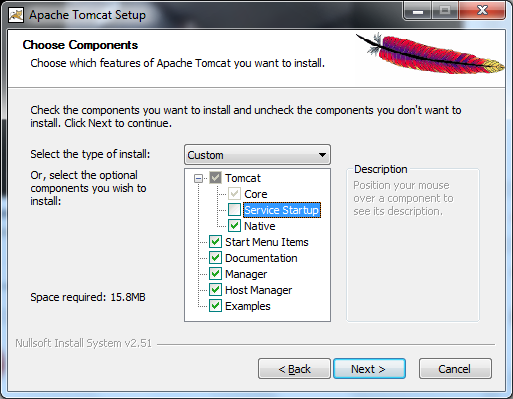 Apache Tomcat Setup
Choose Components
Choose which features of Apache Tomcat you want to install.
Check the components you want to install and uncheck the components you don't want to
install. Click Next to continue.
Select the type of install:
Custom
Or, select the optional
components you wish to
install:
Tomcat
Core
Service Startup
Native
Start Menu Items
Documentation
Manager
Host Manager
Examples
Description
Position your mouse
over a component to
see its description.
Space required: 15.8MB
Nullsoft Install System v2.51
< Back
Next >
Cancel